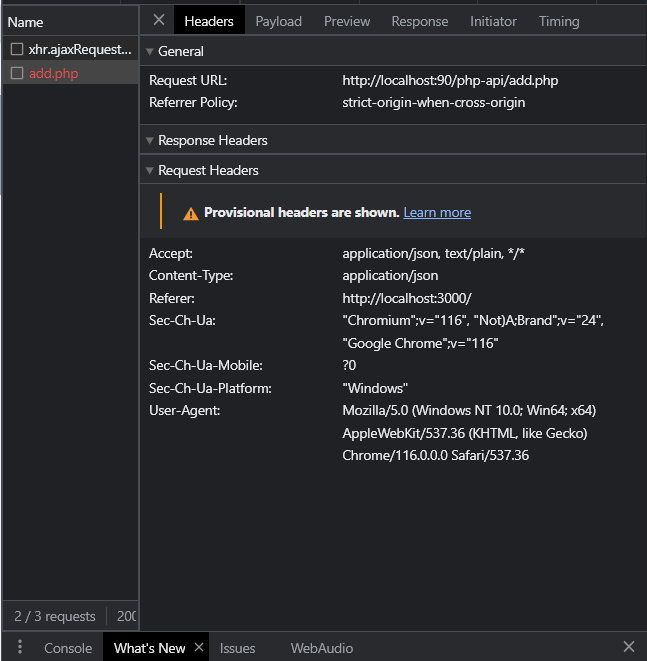 Name
xhr.ajaxRequest...
add.php
2 / 3 requests
Headers Payload Preview Response Initiator Timing
General
Request URL: http://localhost:90/php-api/add.php
Referrer Policy: strict-origin-when-cross-origin
Response Headers
Request Headers
Provisional headers are shown. Learn more
Accept: application/json, text/plain, */*
Content-Type: application/json
Referer: http://localhost:3000/
Sec-Ch-Ua: "Chromium";v="116", "Not)A;Brand";v="24",
"Google Chrome";v="116"
Sec-Ch-Ua-Mobile: ?0
Sec-Ch-Ua-Platform: "Windows"
User-Agent: Mozilla/5.0 (Windows NT 10.0; Win64; x64)
AppleWebKit/537.36 (KHTML, like Gecko)
Chrome/116.0.0.0 Safari/537.36
Console What's New Issues WebAudio